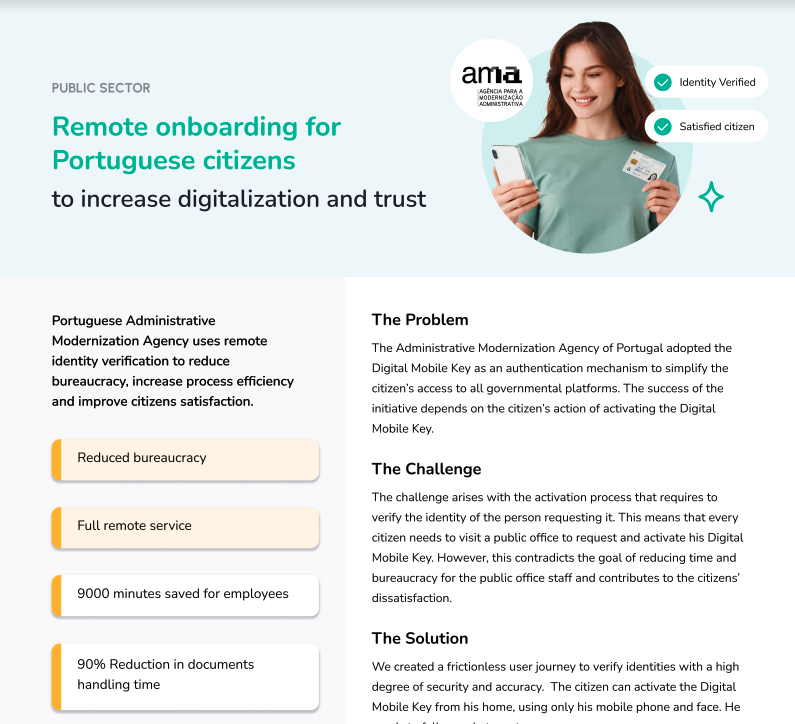 PUBLIC SECTOR
Remote onboarding for
Portuguese citizens
to increase digitalization and trust
ama
AGÊNCIA PARA A
MODERNIZAÇÃO
ADMINISTRATIVA
Identity Verified
Satisfied citizen
Portuguese Administrative
Modernization Agency uses remote
identity verification to reduce
bureaucracy, increase process efficiency
and improve citizens satisfaction.
Reduced bureaucracy
Full remote service
9000 minutes saved for employees
90% Reduction in documents
handling time
The Problem
The Administrative Modernization Agency of Portugal adopted the
Digital Mobile Key as an authentication mechanism to simplify the
citizen’s access to all governmental platforms. The success of the
initiative depends on the citizen’s action of activating the Digital
Mobile Key.
The Challenge
The challenge arises with the activation process that requires to
verify the identity of the person requesting it. This means that every
citizen needs to visit a public office to request and activate his Digital
Mobile Key. However, this contradicts the goal of reducing time and
bureaucracy for the public office staff and contributes to the citizens’
dissatisfaction.
The Solution
We created a frictionless user journey to verify identities with a high
degree of security and accuracy. The citizen can activate the Digital
Mobile Key from his home, using only his mobile phone and face. He